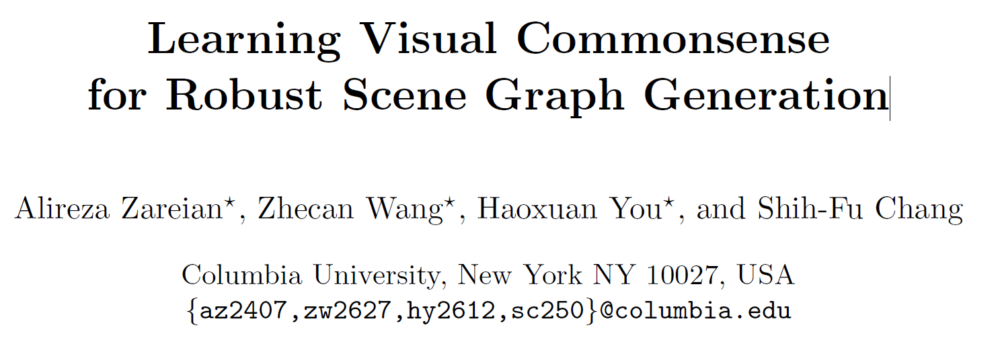 Learning Visual Commonsense
for Robust Scene Graph Generation
Alireza Zareian⋆, Zhecan Wang⋆, Haoxuan You⋆, and Shih-Fu Chang
Columbia University, New York NY 10027, USA
{az2407,zw2627,hy2612,sc250}@columbia.edu